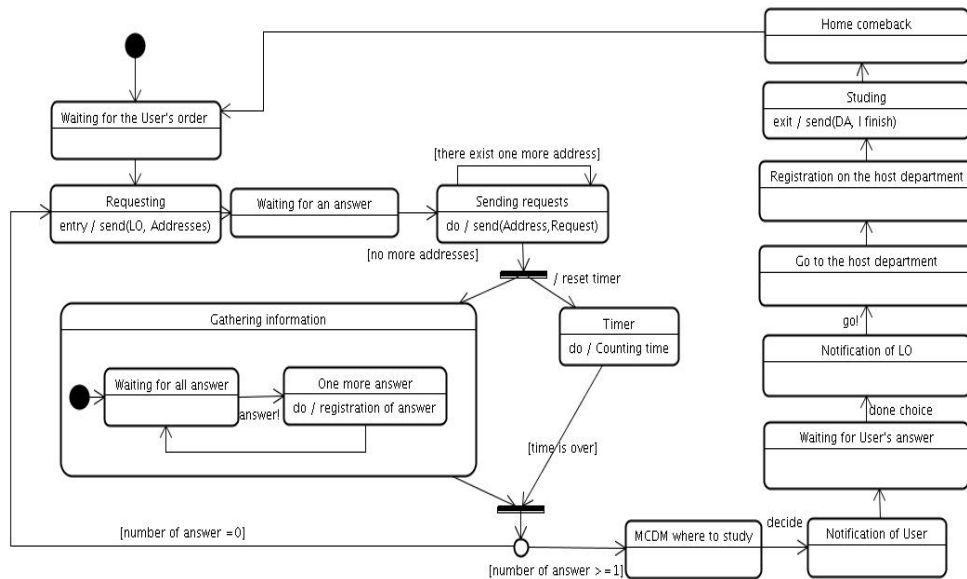 Home comeback
Waiting for the User's order
Studing
exit / send(DA, I finish)
[there exist one more address]
Registration on the host department
Requesting
entry / send(LO, Addresses)
Waiting for an answer
Sending requests
do / send(Address,Request)
[no more addresses]
Go to the host department
/ reset timer
Gathering information
Timer
do / Counting time
go!
Notification of LO
Waiting for all answer
answer!
One more answer
do / registration of answer
done choice
Waiting for User's answer
[time is over]
[number of answer =0]
MCDM where to study
decide
Notification of User
[number of answer >=1]